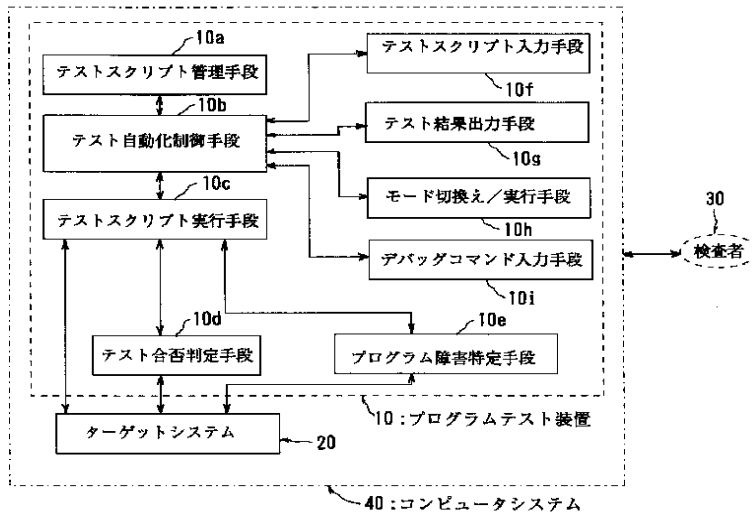 10a
テストスクリプト管理手段
10b
テスト自動化制御手段
10c
テストスクリプト実行手段
テストスクリプト入力手段
10f
テスト結果出力手段
10g
モード切換え／実行手段
10h
デバッグコマンド入力手段
10i
30
検査者
10d
テスト合否判定手段
10e
プログラム障害特定手段
10：プログラムテスト装置
ターゲットシステム
20
40：コンピュータシステム